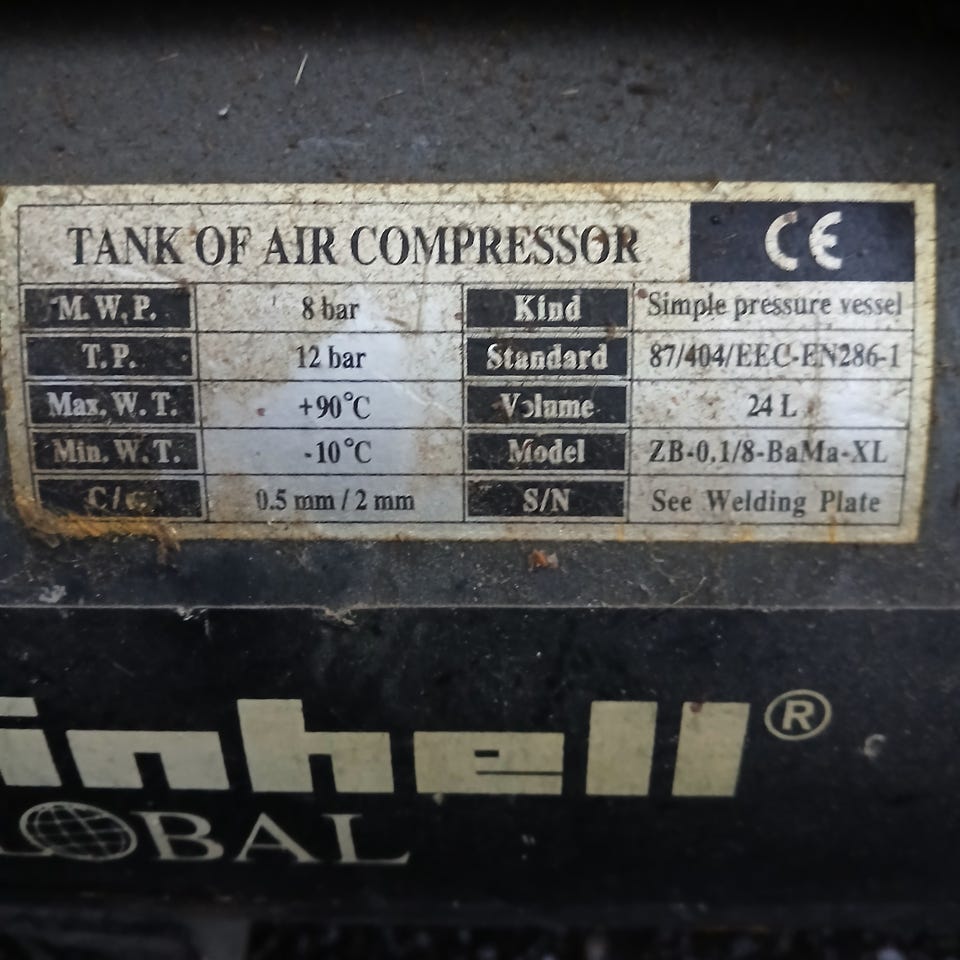 TANK OF AIR COMPRESSOR CE
M. W. P. 8 bar Kind Simple pressure vessel
T.P. 12 bar Standard 87/404/EEC-EN286-1
Max. W. T. +90°C Volume 24 L
Min. W. T. -10°C Model ZB-0.1/8-BaMa-XL
0.5 mm / 2 mm S/N See Welding Plate
inhell®
LOBAL